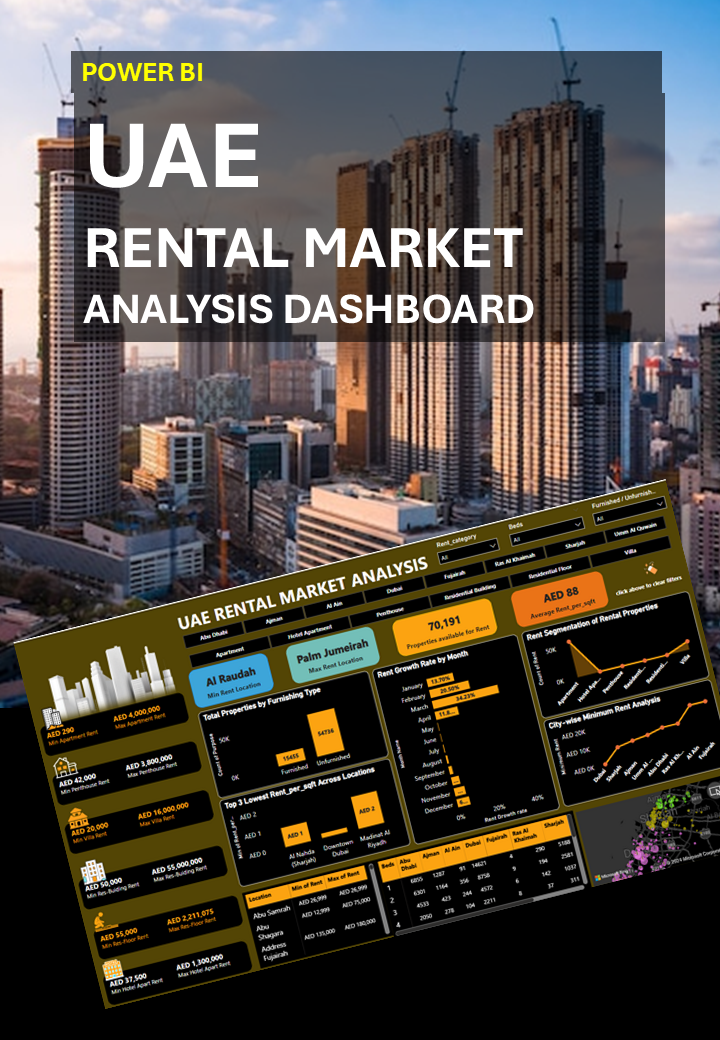 POWER BI
UAE
RENTAL MARKET
ANALYSIS DASHBOARD
UAE RENTAL MARKET ANALYSIS
Rent_category
All
Beds
All
Furnished / Unfurnish...
All
Abu Dhabi
Ajman
Al Ain
Dubai
Fujairah
Ras Al Khaimah
Sharjah
Umm Al Quwain
Apartment
Hotel Apartment
Penthouse
Residential Building
Residential Floor
Villa
click above to clear filters
Al Raudah
Min Rent Location
Palm Jumeirah
Max Rent Location
70,191
Properties available for Rent
AED 88
Average Rent_per_sqft
AED 290
Min Apartment Rent
AED 4,000,000
Max Apartment Rent
AED 42,000
Min Penthouse Rent
AED 3,800,000
Max Penthouse Rent
AED 20,000
Min Villa Rent
AED 16,000,000
Max Villa Rent
AED 50,000
Min Res-Building Rent
AED 55,000,000
Max Res-Building Rent
AED 55,000
Min Res-Floor Rent
AED 2,211,075
Max Res-Floor Rent
AED 37,500
Min Hotel Apart Rent
AED 1,300,000
Max Hotel Apart Rent
Total Properties by Furnishing Type
Count of Purpose
50K
0K
15455
54736
Furnished
Unfurnished
Top 3 Lowest Rent_per_sqft Across Locations
Min Rent_per_...
AED 2
AED 1
AED 0
AED 1
AED 2
Al Nahda
(Sharjah)
Downtown
Dubai
Madinat Al
Riyadh
Rent Growth Rate by Month
Month Name
January
February
March
April
May
June
July
August
September
October
November
December
13.70%
20.50%
34.23%
11.8...
6...
0%
20%
40%
Rent Growth rate
Rent Segmentation of Rental Properties
Count of Rent
50K
0K
Apartment
Hotel Apa...
Penthouse
Residenti...
Residenti...
Villa
City-wise Minimum Rent Analysis
Minimum Rent
AED 20K
AED 10K
AED 0K
Dubai
Sharjah
Ajman
Umm Al ...
Abu Dhabi
Ras Al Kh...
Al Ain
Fujairah
Location
Min of Rent
Max of Rent
Abu Samrah
AED 26,999
AED 26,999
Abu
Shagara
AED 12,999
AED 75,000
Address
Fujairah
AED 135,000
AED 180,000
Beds Abu Dhabi Ajman Al Ain Dubai Fujairah Ras Al Khaimah Sharjah
1 6855 1287 91 14621 4 290 5188
2 6301 1164 356 8758 9 194 2581
3 4533 423 244 4572 6 142 1037
4 2050 278 104 2211 2 37 311